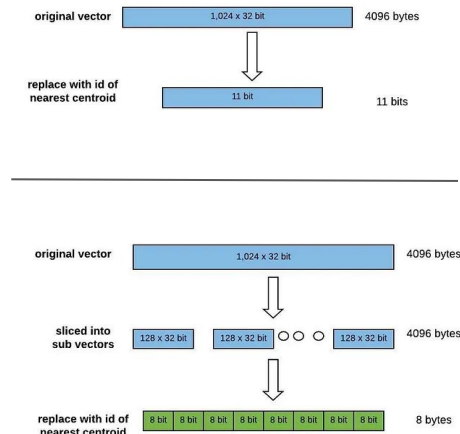 original vector
1,024 x 32 bit
4096 bytes
replace with id of
nearest centroid
11 bit
11 bits
original vector
1,024 x 32 bit
4096 bytes
sliced into
sub vectors
128 x 32 bit
128 x 32 bit
128 x 32 bit
4096 bytes
replace with id of
nearest centroid
8 bit 8 bit 8 bit 8 bit 8 bit 8 bit 8 bit 8 bit
8 bytes